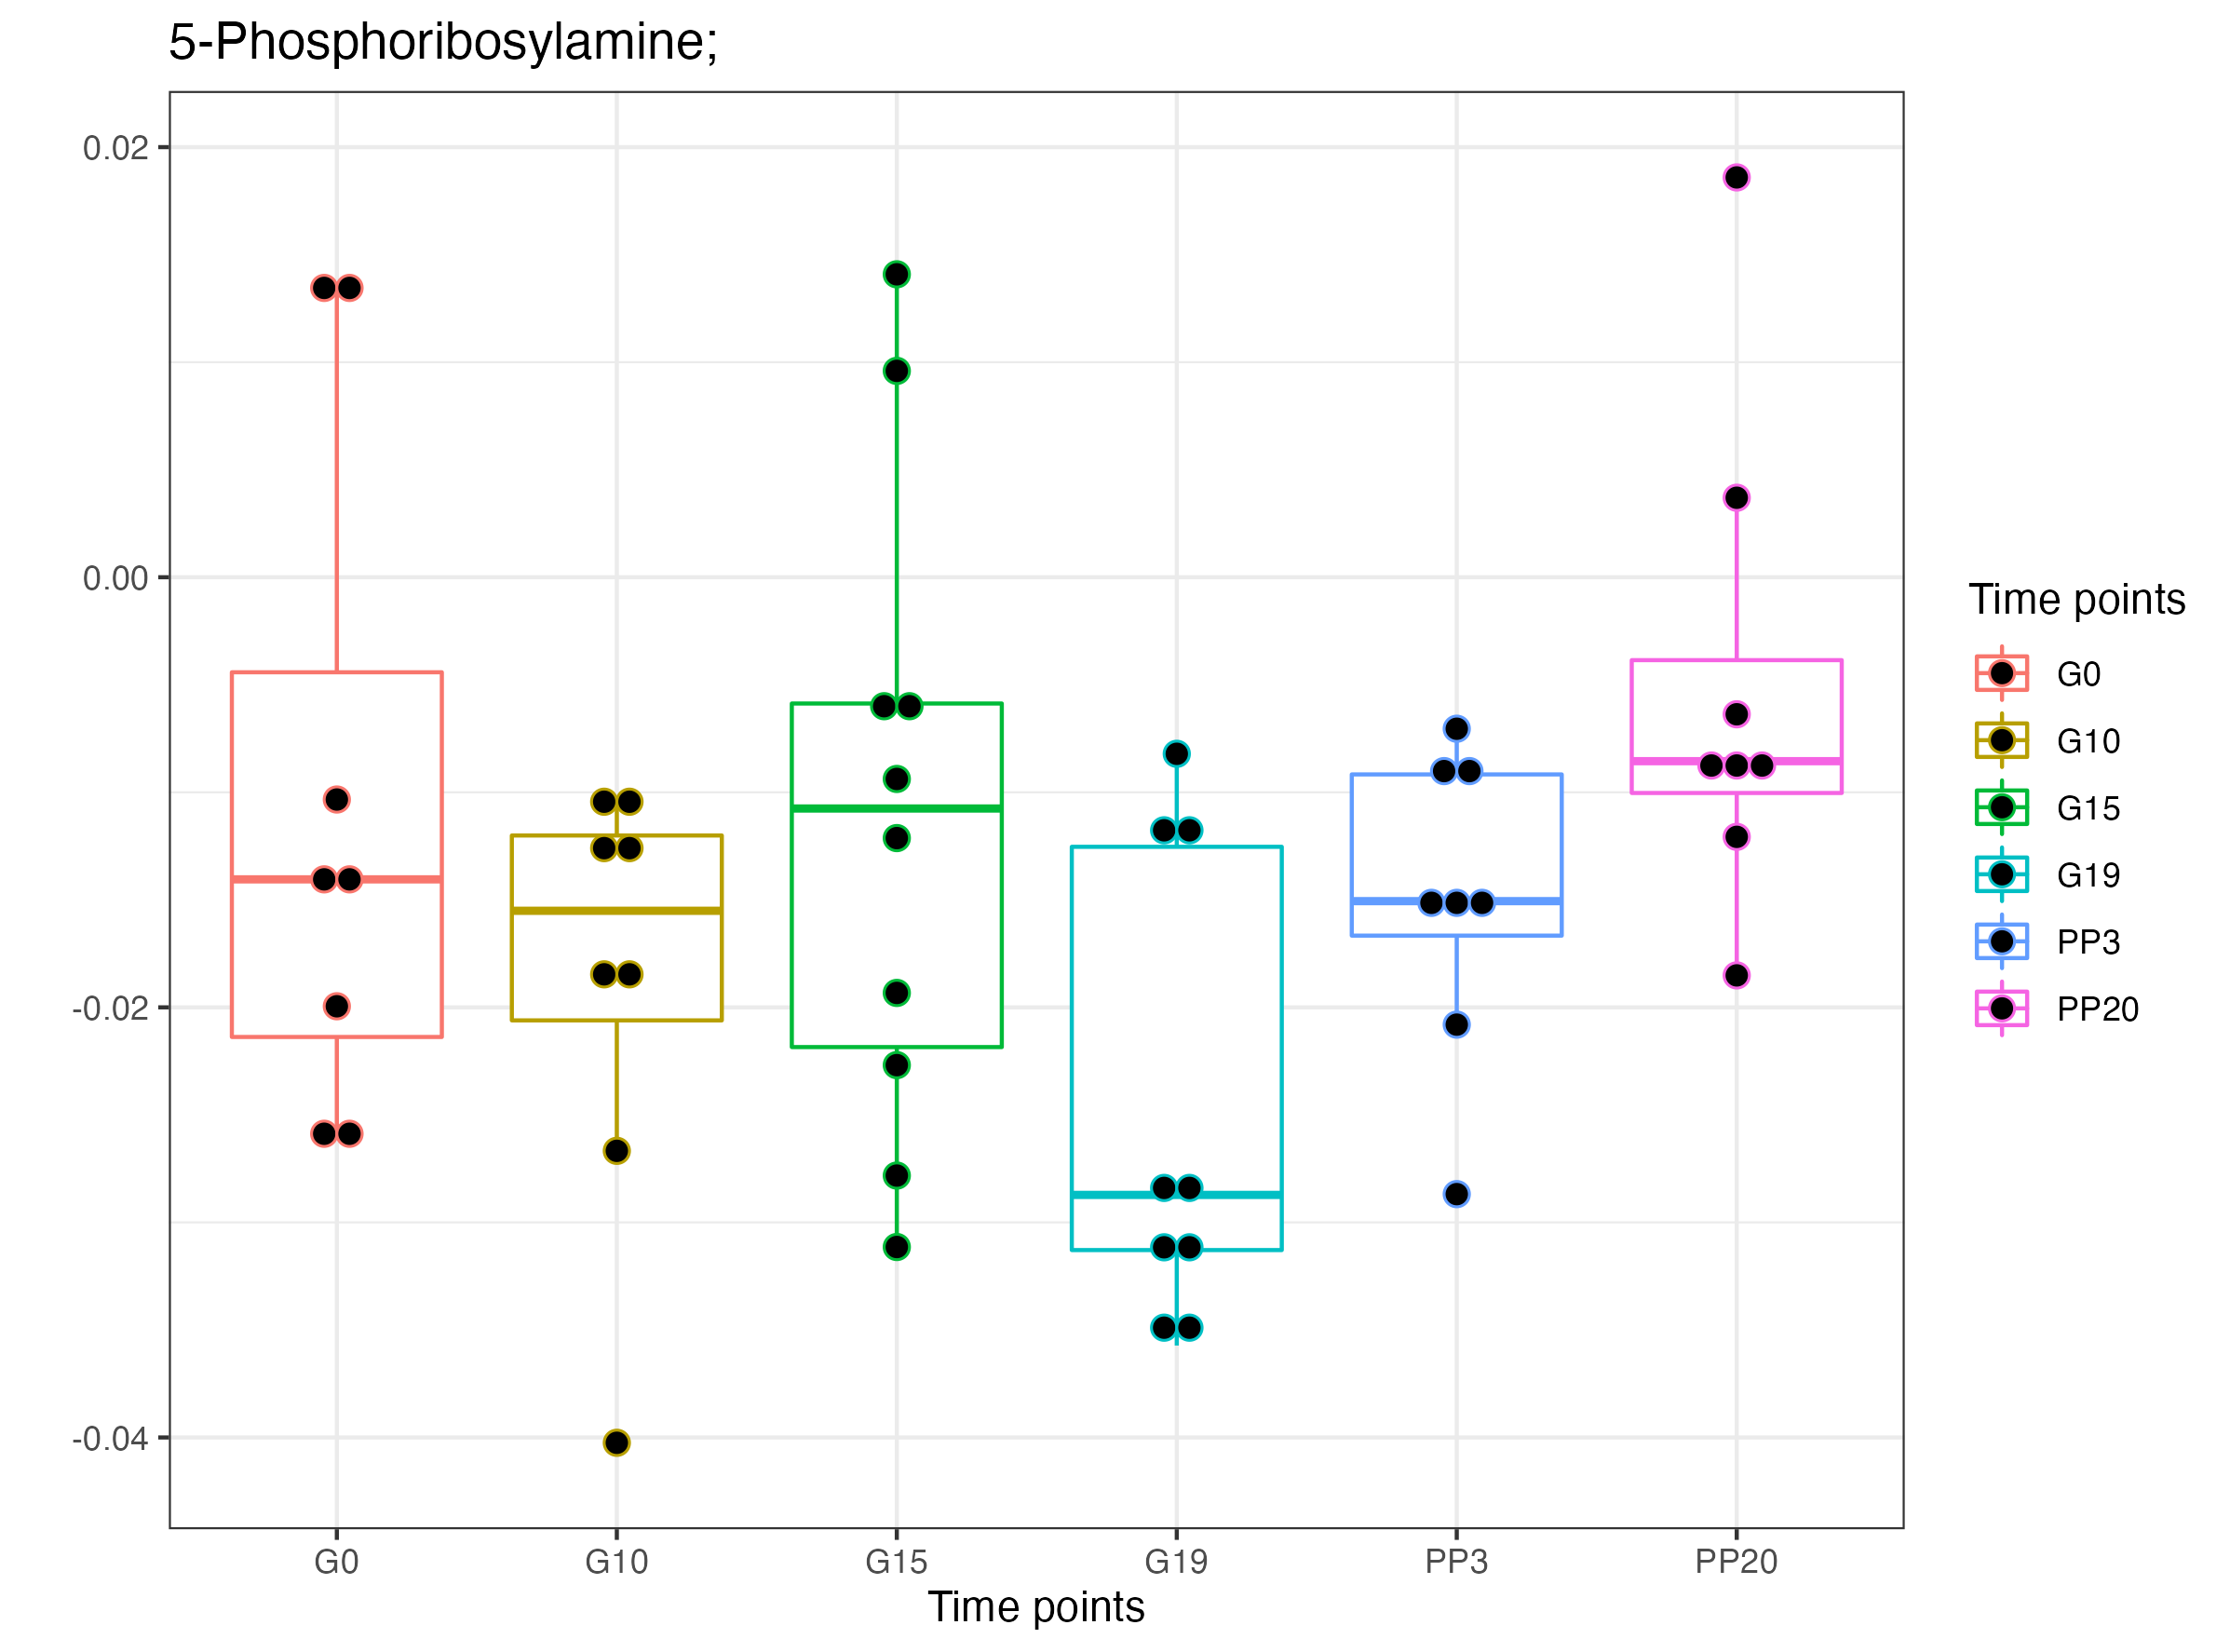 5-Phosphoribosylamine;
0.02
0.00
-0.02
-0.04
G0 G10 G15 G19 PP3 PP20
Time points
Time points
G0
G10
G15
G19
PP3
PP20